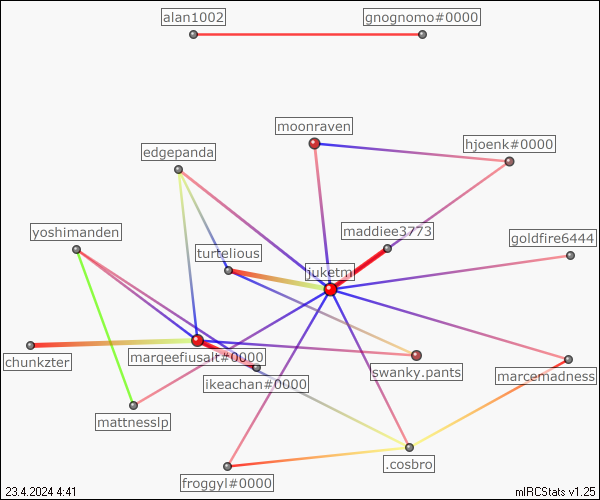 alan1002
gnognomo#0000
moonraven
hjoenk#0000
edgepanda
yoshimanden
maddiee3773
goldfire6444
turtelious
juketm
chunkzter
marqeefiusalt#0000
swanky.pants
marcemadness
ikeachan#0000
mattnesslp
.cosbro
froggyl#0000
23.4.2024 4:41
mIRCStats v1.25